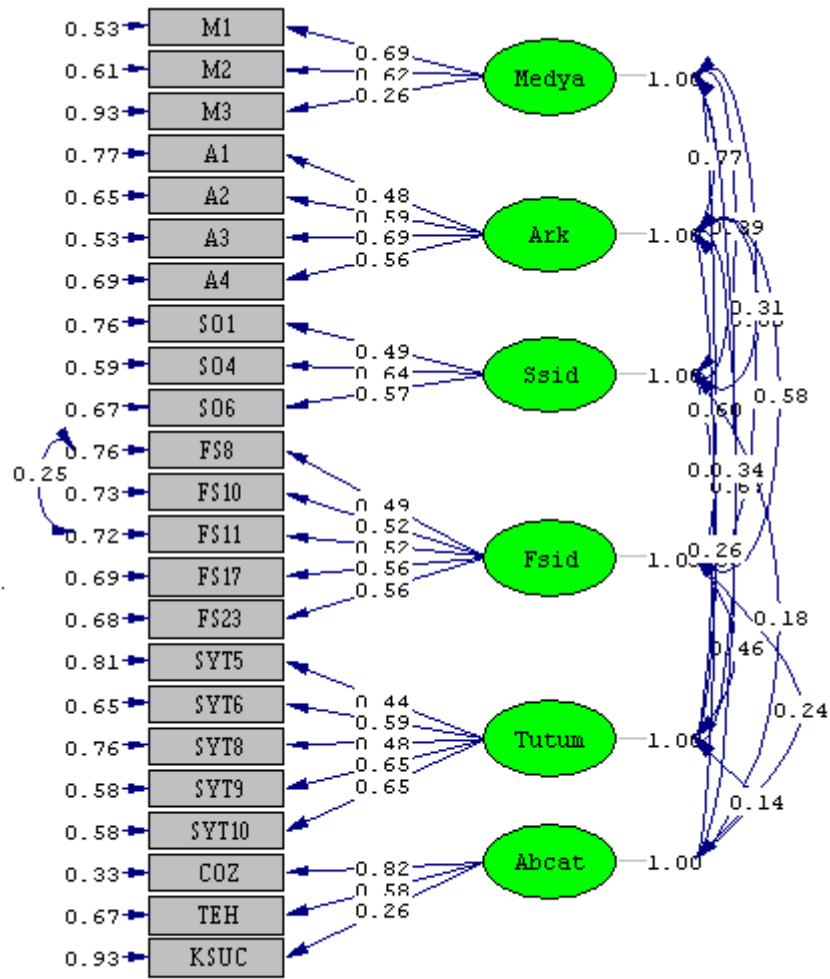 0.53 M1
0.61 M2
0.93 M3
0.77 A1
0.65 A2
0.53 A3
0.69 A4
0.76 SO1
0.59 SO4
0.67 SO6
0.76 FS8
0.73 FS10
0.72 FS11
0.69 FS17
0.68 FS23
0.81 SYT5
0.65 SYT6
0.76 SYT8
0.58 SYT9
0.58 SYT10
0.33 COZ
0.67 TEH
0.93 KSUC
0.25
0.69
0.62
0.26
0.48
0.59
0.69
0.56
0.49
0.64
0.57
0.49
0.52
0.52
0.56
0.56
0.44
0.59
0.48
0.65
0.65
0.82
0.58
0.26
Medya 1.00
Ark 1.00
Ssid 1.00
Fsid
Tutum 1.00
Abcat 1.00
0.77
0.31
0.58
0.60
0.34
0.26
0.18
0.46
0.24
0.14